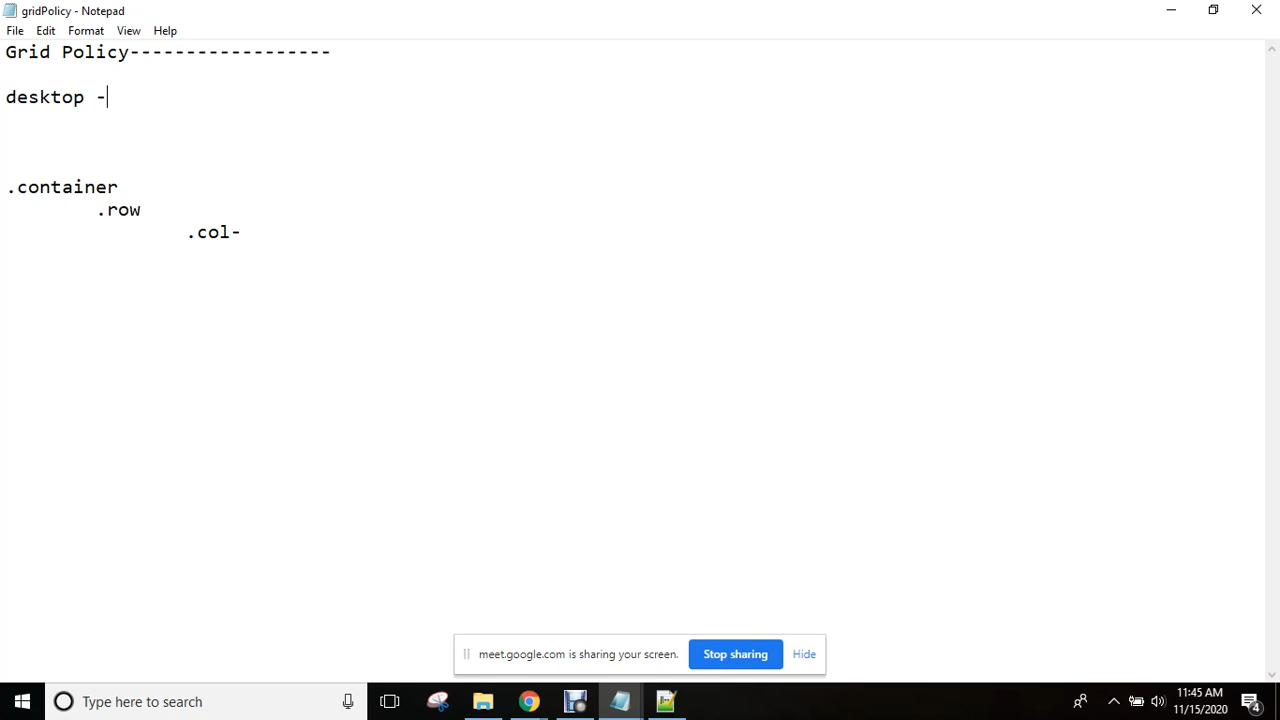 gridPolicy - Notepad
File Edit Format View Help
Grid Policy------------------
desktop -
.container
.row
.col-
meet.google.com is sharing your screen. Stop sharing Hide
Type here to search
11:45 AM
11/15/2020
4